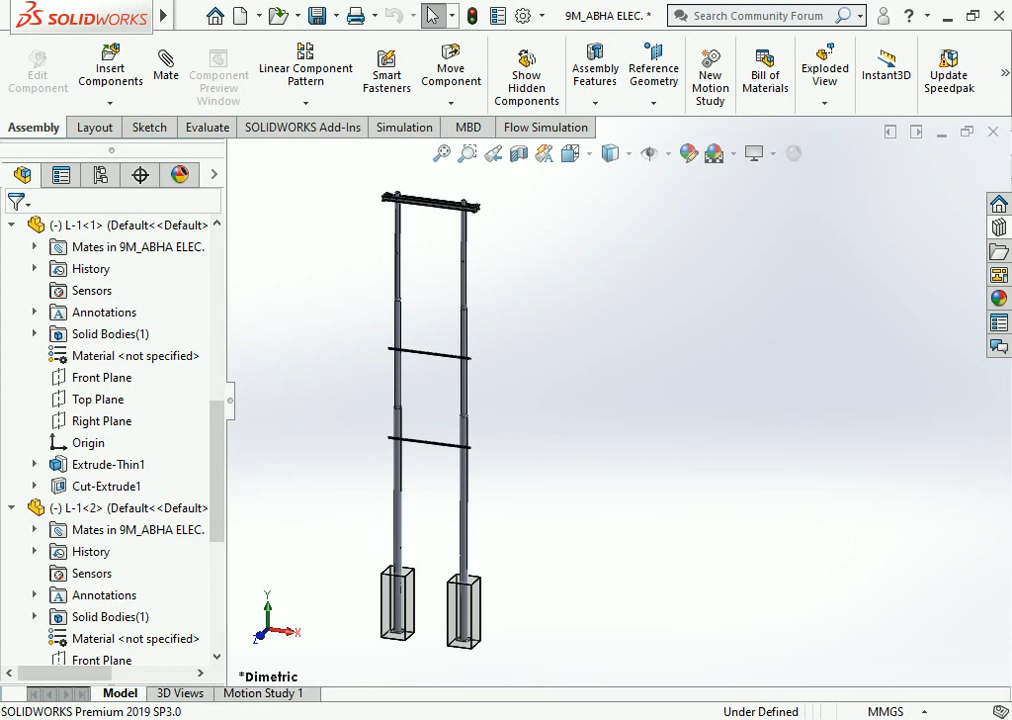 SOLIDWORKS
9M_ABHA ELEC. *
Search Community Forum
?
Edit Component
Insert Components
Mate
Component Preview Window
Linear Component Pattern
Smart Fasteners
Move Component
Show Hidden Components
Assembly Features
Reference Geometry
New Motion Study
Bill of Materials
Exploded View
Instant3D
Update Speedpak
Assembly
Layout
Sketch
Evaluate
SOLIDWORKS Add-Ins
Simulation
MBD
Flow Simulation
(-) L-1<1> (Default<<Default>
Mates in 9M_ABHA ELEC.
History
Sensors
Annotations
Solid Bodies(1)
Material <not specified>
Front Plane
Top Plane
Right Plane
Origin
Extrude-Thin1
Cut-Extrude1
(-) L-1<2> (Default<<Default>
Mates in 9M_ABHA ELEC.
History
Sensors
Annotations
Solid Bodies(1)
Material <not specified>
Front Plane
Y
X
Z
*Dimetric
Model
3D Views
Motion Study 1
SOLIDWORKS Premium 2019 SP3.0
Under Defined
MMGS